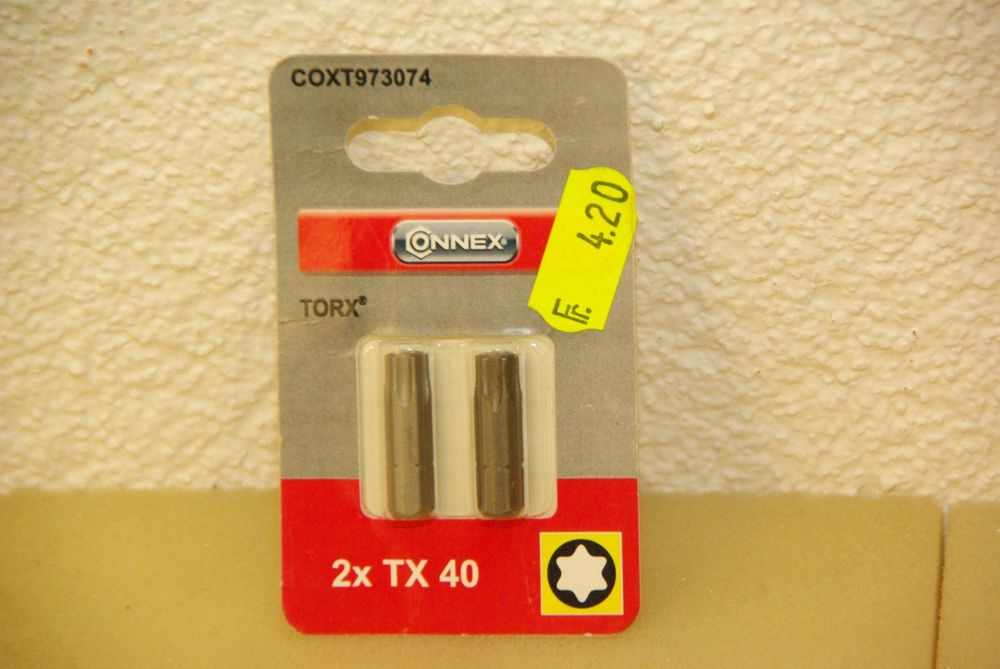 COXT973074
CONNEX®
Fr. 4.20
TORX®
2x TX 40